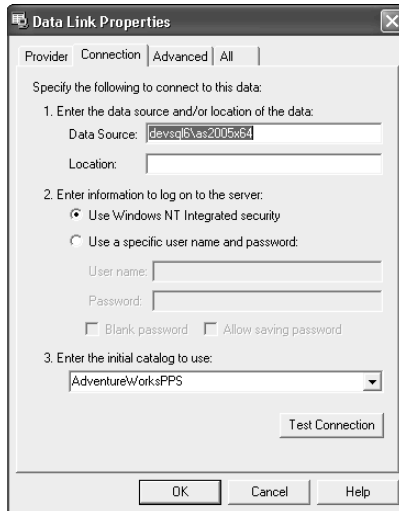 Data Link Properties
Provider Connection Advanced All
Specify the following to connect to this data:
1. Enter the data source and/or location of the data:
Data Source: devsql6\as2005x64
Location:
2. Enter information to log on to the server:
Use Windows NT Integrated security
Use a specific user name and password:
User name:
Password:
Blank password Allow saving password
3. Enter the initial catalog to use:
AdventureWorksPPS
Test Connection
OK Cancel Help